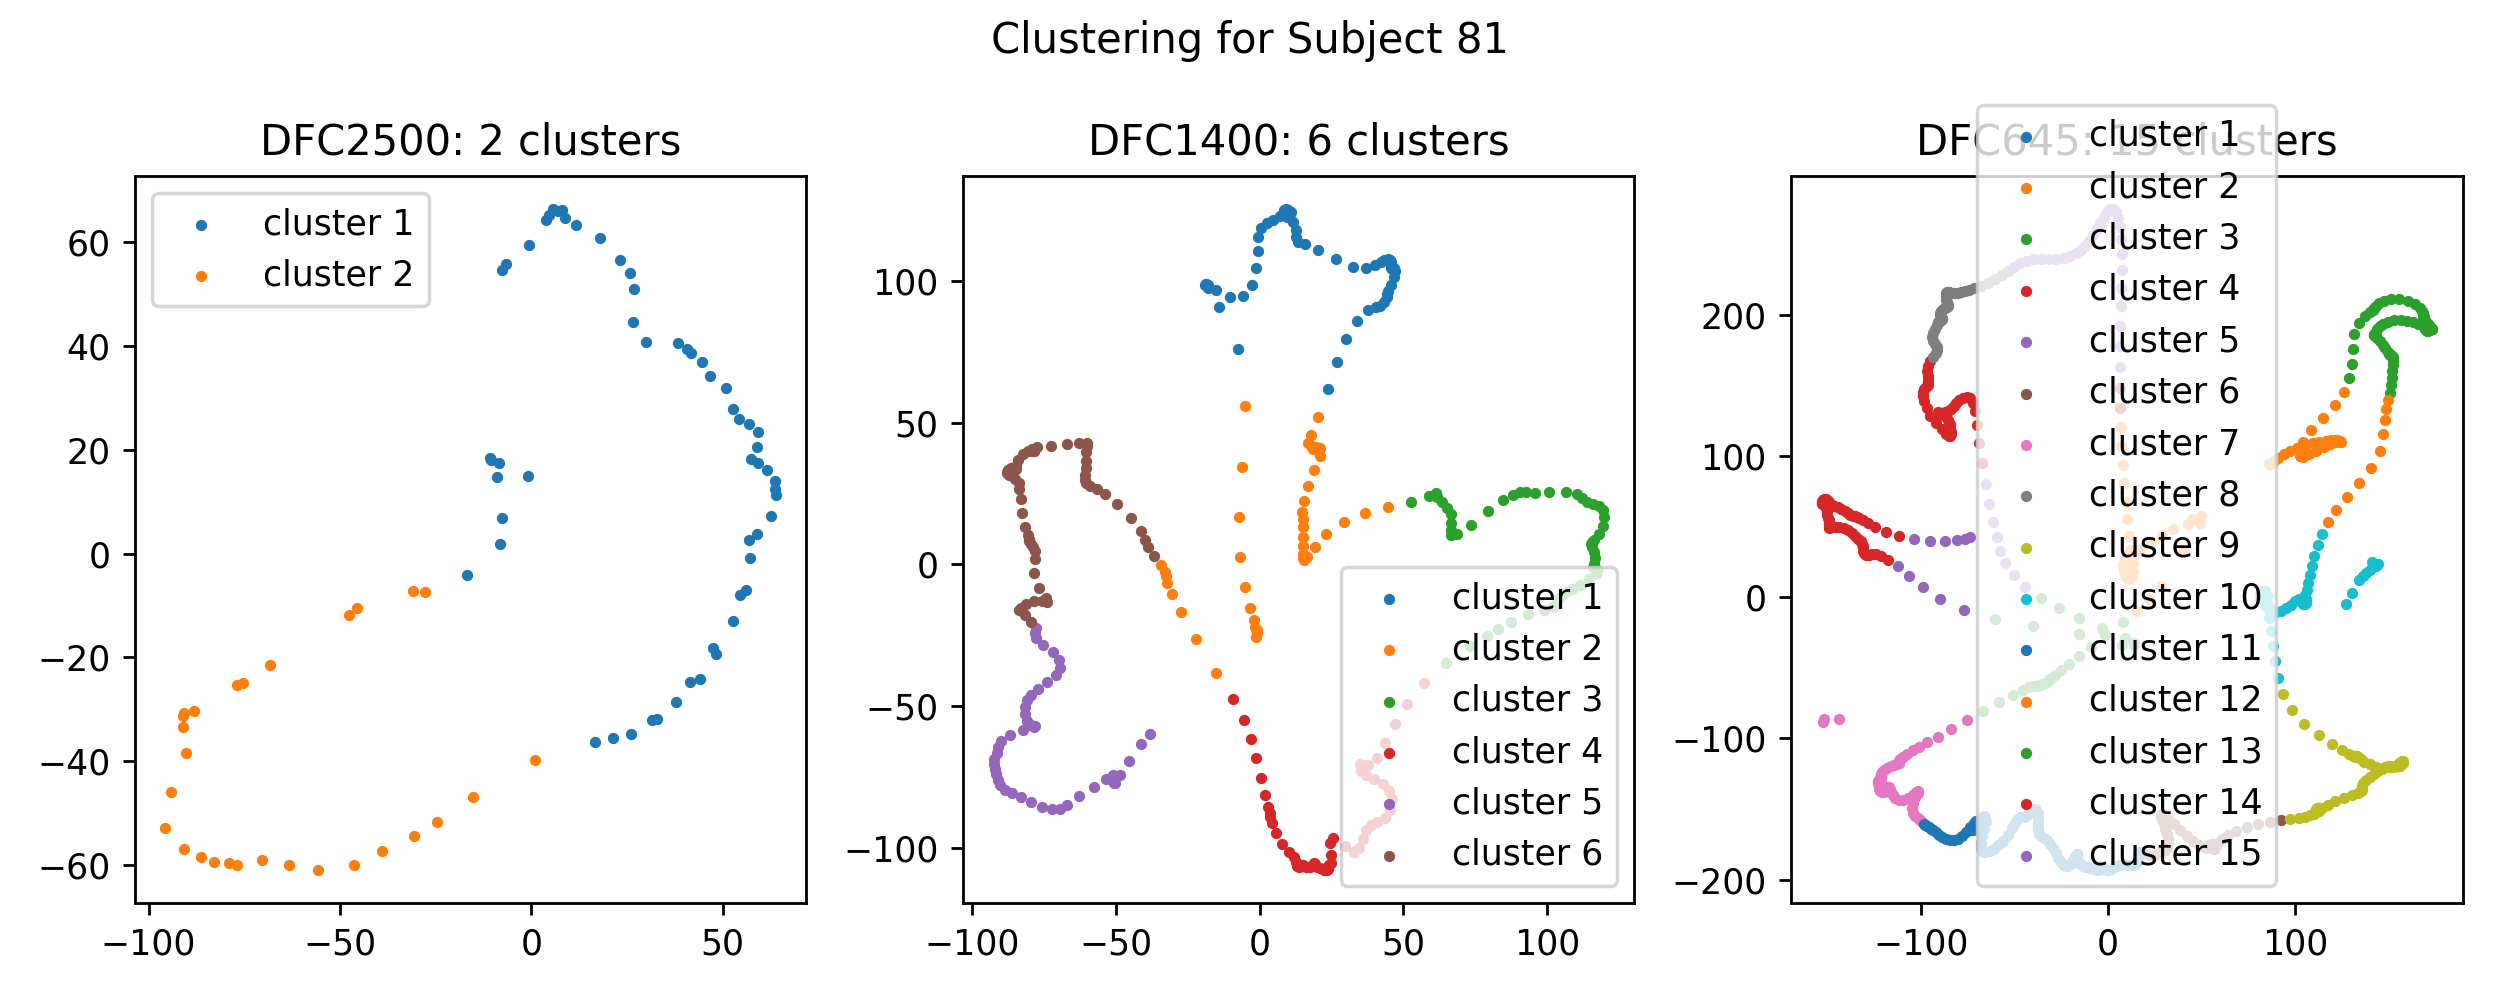 Clustering for Subject 81
DFC2500: 2 clusters
cluster 1
cluster 2
60
40
20
0
−20
−40
−60
−100
−50
0
50
DFC1400: 6 clusters
100
50
0
−50
−100
cluster 1
cluster 2
cluster 3
cluster 4
cluster 5
cluster 6
−100
−50
0
50
100
DFC645: 15 clusters
cluster 1
cluster 2
cluster 3
cluster 4
cluster 5
cluster 6
cluster 7
cluster 8
cluster 9
cluster 10
cluster 11
cluster 12
cluster 13
cluster 14
cluster 15
200
100
0
−100
−200
−100
0
100